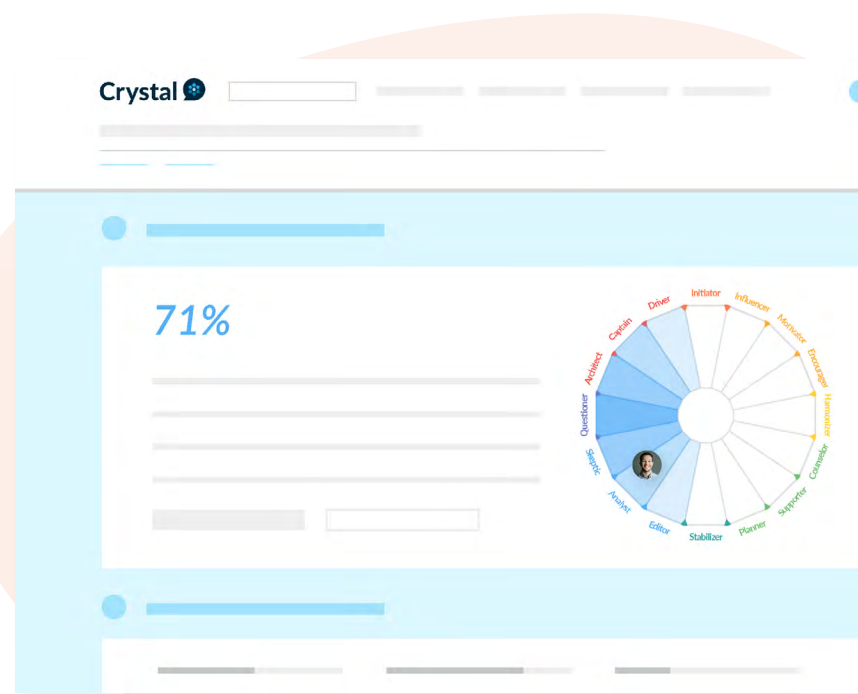 Crystal
71%
Initiator
Influencer
Motivator
Encourager
Harmonizer
Counselor
Supporter
Planner
Stabilizer
Editor
Analyst
Skeptic
Questioner
Architect
Captain
Driver